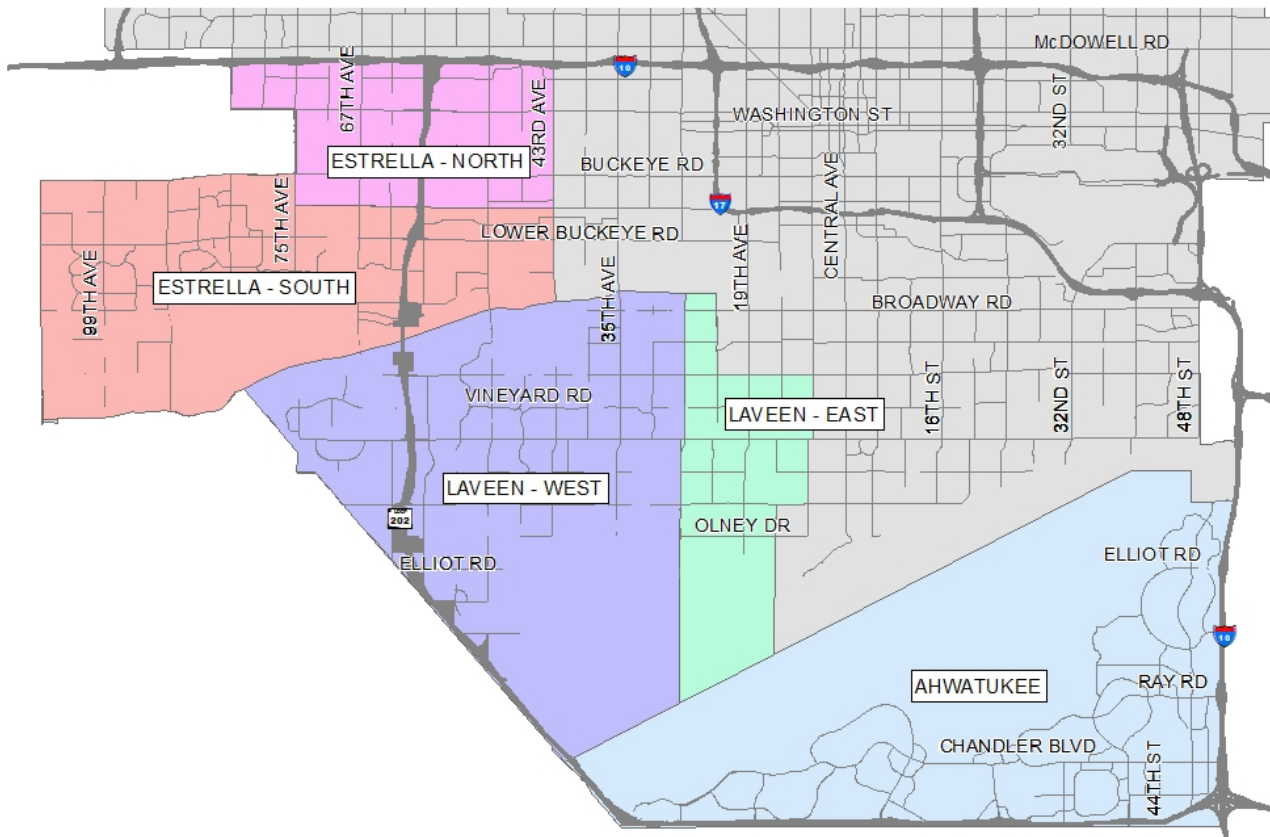 McDOWELL RD
10
67TH AVE
43RD AVE
WASHINGTON ST
32ND ST
ESTRELLA - NORTH
BUCKEYE RD
17
75TH AVE
LOWER BUCKEYE RD
19TH AVE
CENTRAL AVE
99TH AVE
ESTRELLA - SOUTH
35TH AVE
BROADWAY RD
VINEYARD RD
LAVEEN - EAST
16TH ST
32ND ST
48TH ST
LAVEEN - WEST
LOOP
202
OLNEY DR
ELLIOT RD
ELLIOT RD
10
AHWATUKEE
RAY RD
CHANDLER BLVD
44TH ST